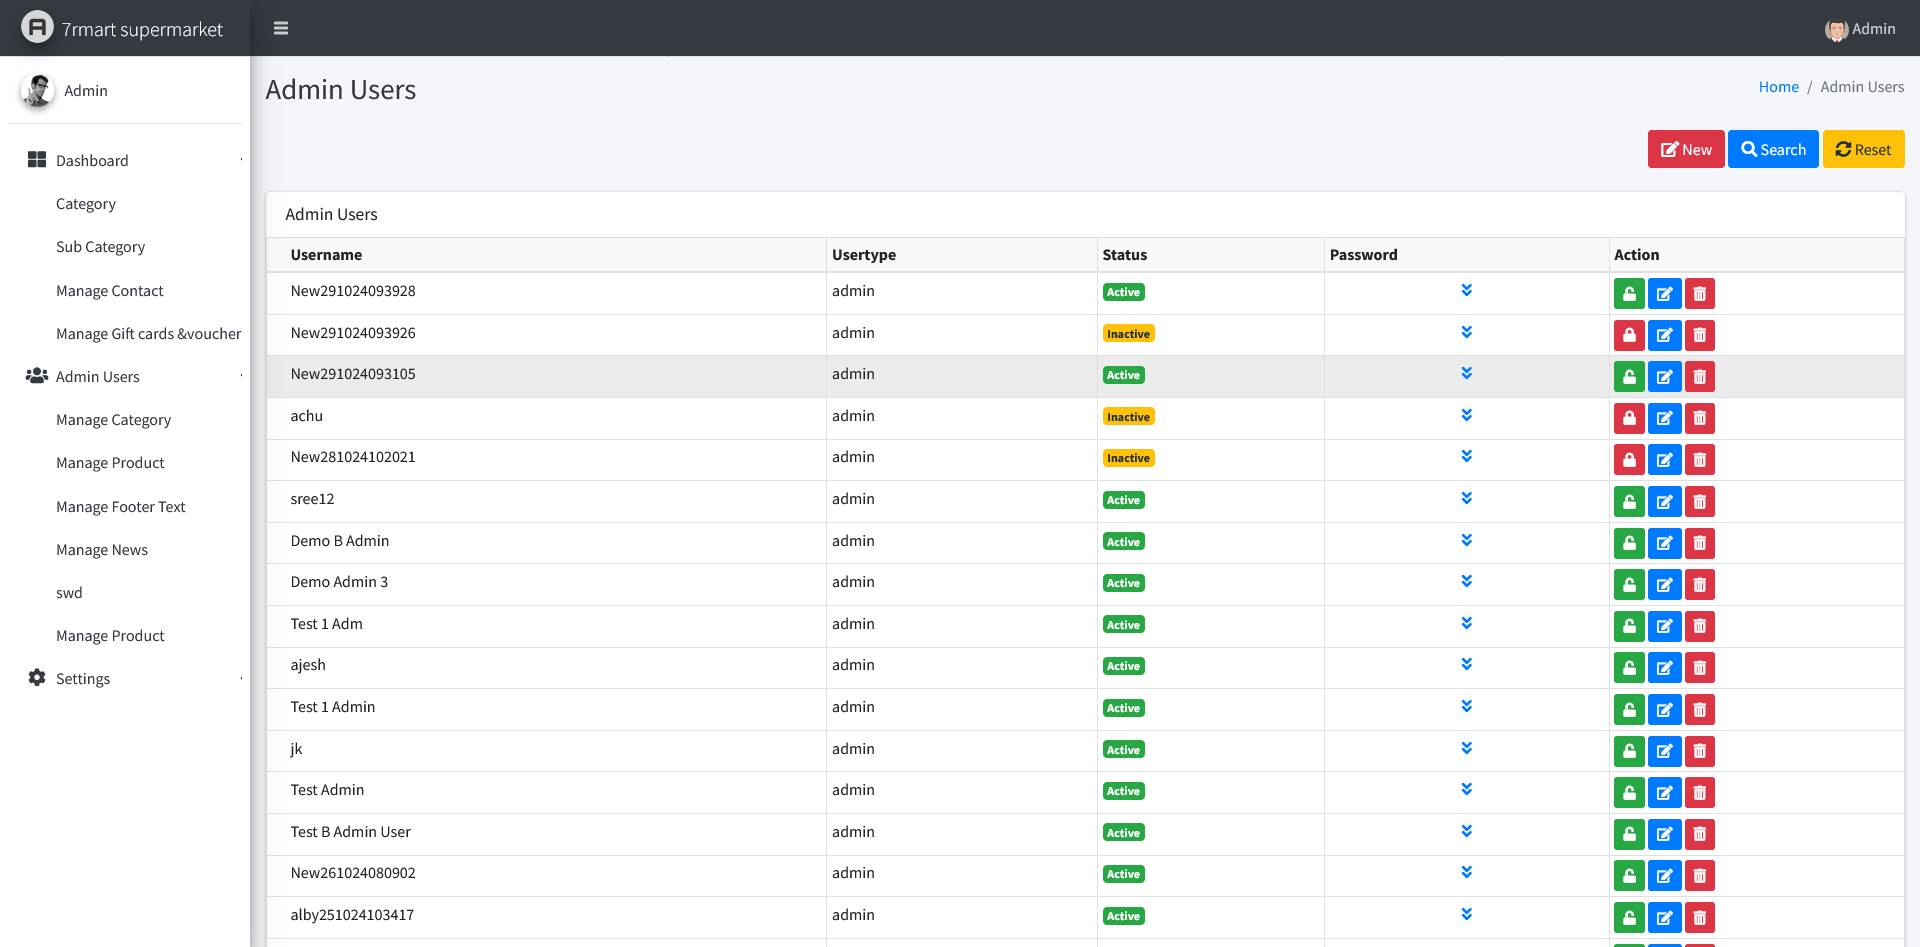 7rmart supermarket
Admin
Admin
Dashboard
Category
Sub Category
Manage Contact
Manage Gift cards &voucher
Admin Users
Manage Category
Manage Product
Manage Footer Text
Manage News
swd
Manage Product
Settings
Admin Users
Home / Admin Users
New Search Reset
Admin Users
Username Usertype Status Password Action
New291024093928 admin Active
New291024093926 admin Inactive
New291024093105 admin Active
achu admin Inactive
New281024102021 admin Inactive
sree12 admin Active
Demo B Admin admin Active
Demo Admin 3 admin Active
Test 1 Adm admin Active
ajesh admin Active
Test 1 Admin admin Active
jk admin Active
Test Admin admin Active
Test B Admin User admin Active
New261024080902 admin Active
alby251024103417 admin Active